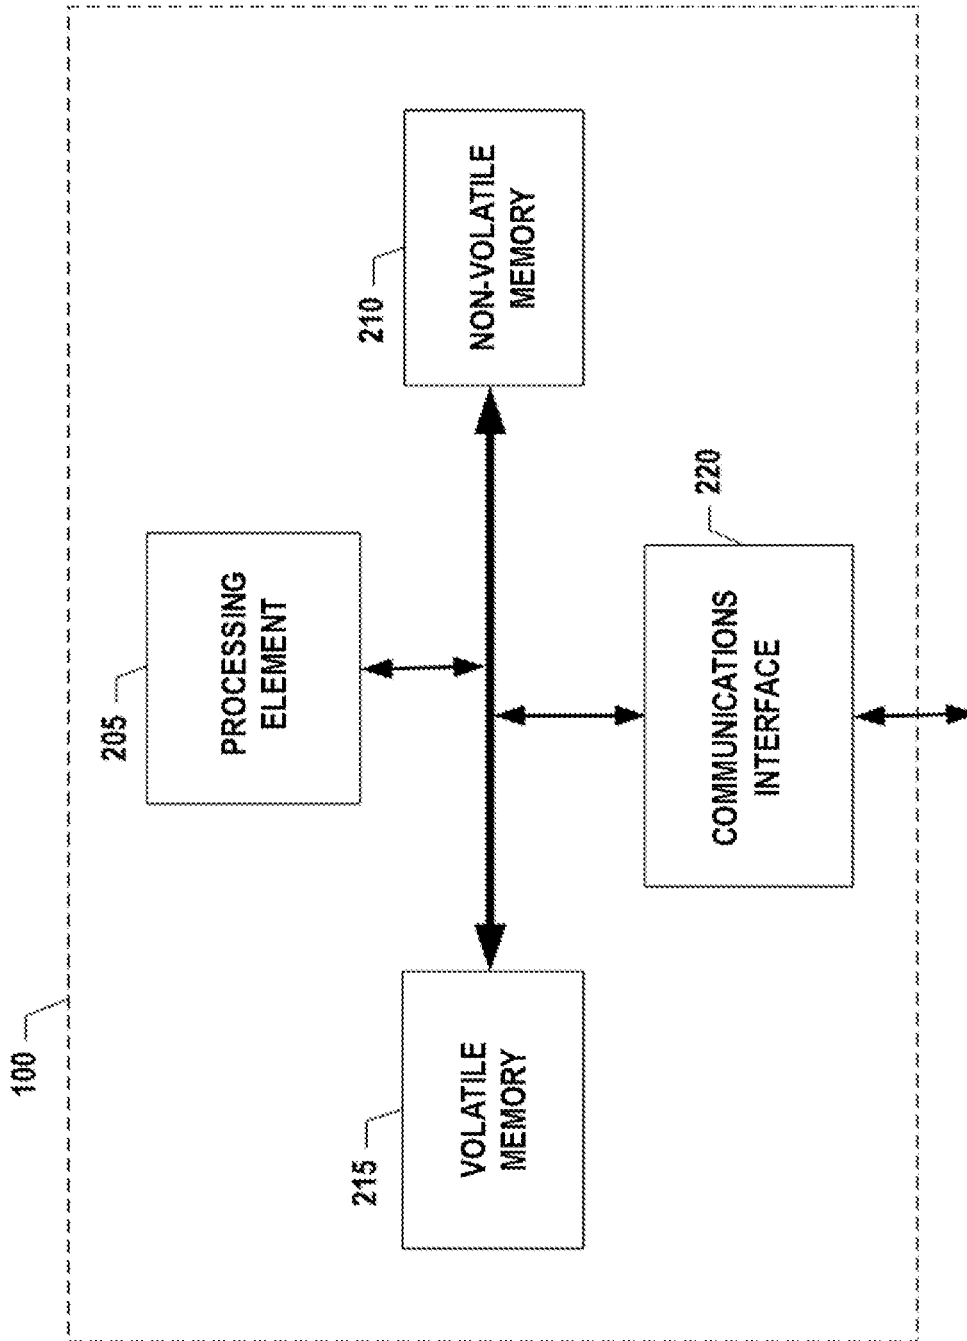 100
205
PROCESSING
ELEMENT
215
VOLATILE
MEMORY
210
NON-VOLATILE
MEMORY
220
COMMUNICATIONS
INTERFACE